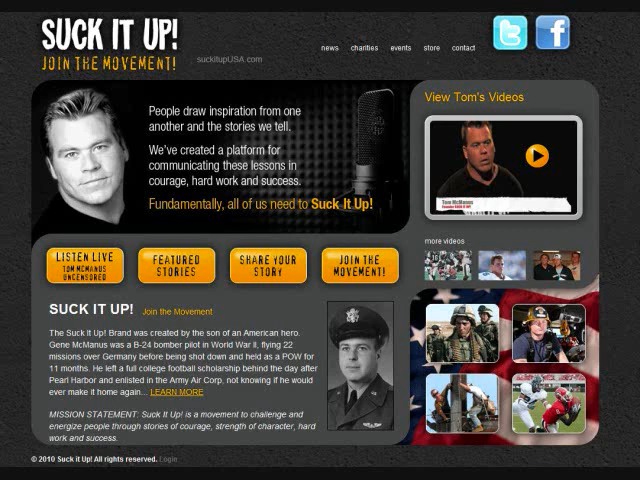 SUCK IT UP!
JOIN THE MOVEMENT!
suckitupUSA.com
news charities events store contact
People draw inspiration from one
another and the stories we tell.
We've created a platform for
communicating these lessons in
courage, hard work and success.
Fundamentally, all of us need to Suck It Up!
View Tom's Videos
Tom McManus
more videos
LISTEN LIVE
TOM MCMANUS
UNCENSORED
FEATURED
STORIES
SHARE YOUR
STORY
JOIN THE
MOVEMENT!
SUCK IT UP! Join the Movement
The Suck It Up! Brand was created by the son of an American hero.
Gene McManus was a B-24 bomber pilot in World War II, flying 22
missions over Germany before being shot down and held as a POW for
11 months. He left a full college football scholarship behind the day after
Pearl Harbor and enlisted in the Army Air Corp, not knowing if he would
ever make it home again... LEARN MORE
MISSION STATEMENT: Suck It Up! is a movement to challenge and
energize people through stories of courage, strength of character, hard
work and success.
© 2010 Suck it Up! All rights reserved. Login